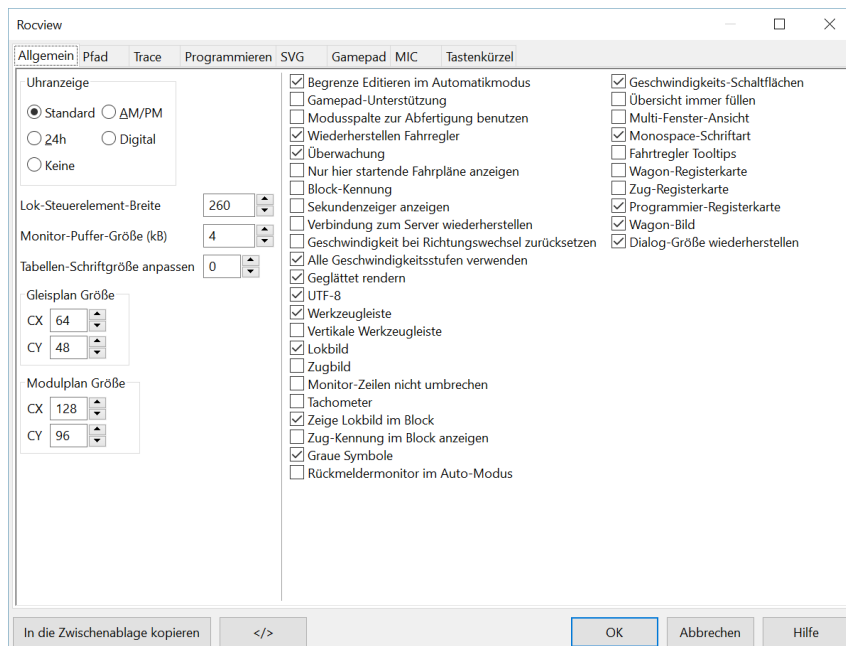 Rocview
Allgemein Pfad Trace Programmieren SVG Gamepad MIC Tastenkürzel
Uhranzeige
Standard AM/PM
24h Digital
Keine
Lok-Steuerelement-Breite 260
Monitor-Puffer-Größe (kB) 4
Tabellen-Schriftgröße anpassen 0
Gleisplan Größe
CX 64
CY 48
Modulplan Größe
CX 128
CY 96
Begrenze Editieren im Automatikmodus
Gamepad-Unterstützung
Modusspalte zur Abfertigung benutzen
Wiederherstellen Fahrregler
Überwachung
Nur hier startende Fahrpläne anzeigen
Block-Kennung
Sekundenzeiger anzeigen
Verbindung zum Server wiederherstellen
Geschwindigkeit bei Richtungswechsel zurücksetzen
Alle Geschwindigkeitsstufen verwenden
Geglättet rendern
UTF-8
Werkzeugleiste
Vertikale Werkzeugleiste
Lokbild
Zugbild
Monitor-Zeilen nicht umbrechen
Tachometer
Zeige Lokbild im Block
Zug-Kennung im Block anzeigen
Graue Symbole
Rückmeldermonitor im Auto-Modus
Geschwindigkeits-Schaltflächen
Übersicht immer füllen
Multi-Fenster-Ansicht
Monospace-Schriftart
Fahrtregler Tooltips
Wagon-Registerkarte
Zug-Registerkarte
Programmier-Registerkarte
Wagon-Bild
Dialog-Größe wiederherstellen
In die Zwischenablage kopieren </> OK Abbrechen Hilfe